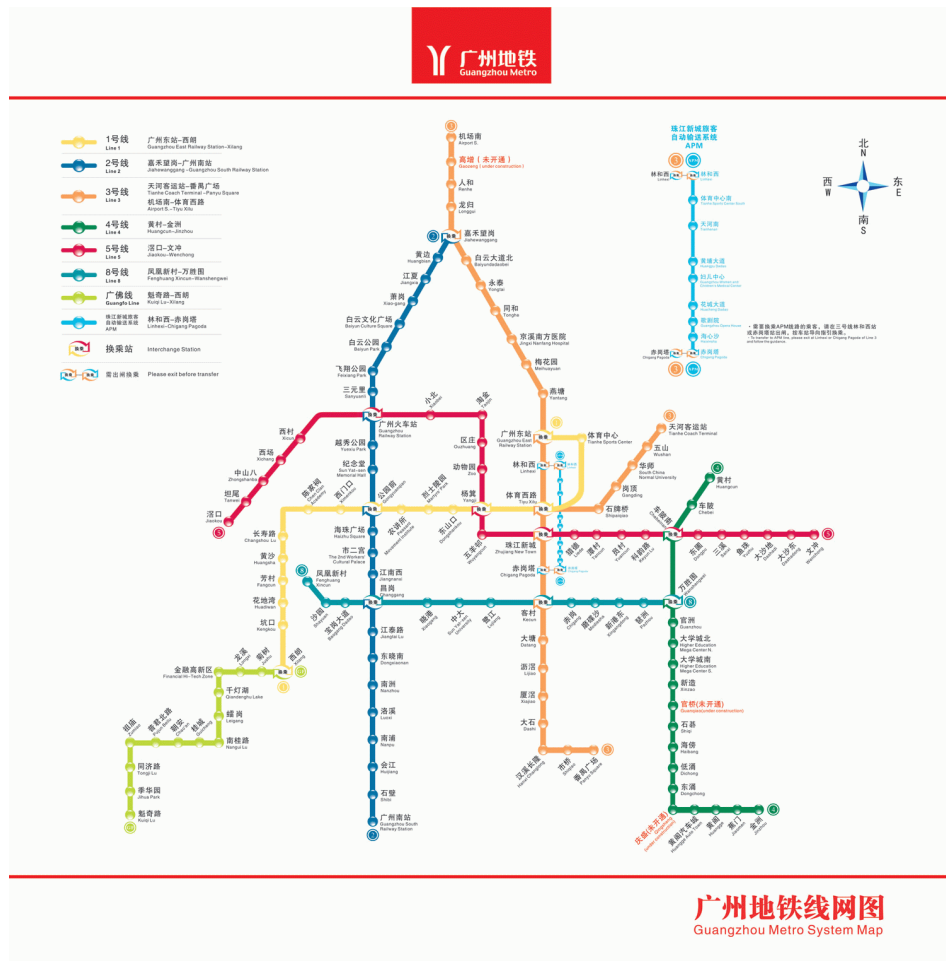 广州地铁
Guangzhou Metro
1号线
Line 1
广州东站-西朗
Guangzhou East Railway Station-Xilang
2号线
Line 2
嘉禾望岗-广州南站
Jiahewanggang -Guangzhou South Railway Station
3号线
Line 3
天河客运站-番禺广场
Tianhe Coach Terminal -Panyu Square
机场南-体育西路
Airport S.-Tiyu Xilu
4号线
Line 4
黄村-金洲
Huangcun-Jinzhou
5号线
Line 5
滘口-文冲
Jiaokou-Wenchong
8号线
Line 8
凤凰新村-万胜围
Fenghuang Xincun-Wanshengwei
广佛线
Guangfo Line
魁奇路-西朗
Kuiqi Lu-Xilang
珠江新城旅客
自动输送系统
APM
林和西-赤岗塔
Linhexi-Chigang Pagoda
换乘站
Interchange Station
需出闸换乘
Please exit before transfer
珠江新城旅客
自动输送系统
APM
林和西
Linhexi
林和西
Linhexi
体育中心南
Tianhe Sports Center South
天河南
Tianhenan
黄埔大道
Huangpu Dadao
妇儿中心
花城大道
Huacheng Dadao
歌剧院
Guangzhou Opera House
海心沙
Haixinsha
赤岗塔
Chigang Pagoda
赤岗塔
Chigang Pagoda
·需要换乘APM线路的乘客，请在三号线林和西站
或赤岗塔站出闸，按车站导向指引换乘。
北
N
西
W
东
E
南
S
机场南
Airport S.
高增（未开通）
Gaozeng ( under construction )
人和
Renhe
龙归
Longgui
嘉禾望岗
Jiahewanggang
白云大道北
Baiyundadaobei
永泰
Yongtai
同和
Tonghe
京溪南方医院
Jingxi Nanfang Hospital
梅花园
Meihuayuan
燕塘
Yantang
广州东站
Guangzhou East
Railway Station
林和西
Linhexi
体育西路
Tiyu Xilu
珠江新城
Zhujiang New Town
赤岗塔
Chigang Pagoda
客村
Kecun
大塘
Datang
沥滘
Lijiao
厦滘
Xiajiao
大石
Dashi
汉溪长隆
Hanxi Changlong
市桥
Shiqiao
番禺广场
Panyu Square
天河客运站
Tianhe Coach Terminal
五山
Wushan
华师
South China
Normal University
岗顶
Gangding
石牌桥
Shipaiqiao
黄边
Huangbian
江夏
Jiangxia
萧岗
Xiao-gang
白云文化广场
Baiyun Culture Square
白云公园
Baiyun Park
飞翔公园
Feixiang Park
三元里
Sanyuanli
广州火车站
Guangzhou
Railway Station
越秀公园
Yuexiu Park
纪念堂
Sun Yat-sen
Memorial Hall
公园前
Gongyuanqian
海珠广场
Haizhu Square
市二宫
The 2nd Workers'
Cultural Palace
江南西
Jiangnanxi
昌岗
Changgang
江泰路
Jiangtai Lu
东晓南
Dongxiaonan
南洲
Nanzhou
洛溪
Luoxi
南浦
Nanpu
会江
Huijiang
石壁
Shibi
广州南站
Guangzhou South
Railway Station
体育中心
Tianhe Sports Center
杨箕
Yangji
东山口
Dongshankou
烈士陵园
Martyrs' Park
农讲所
Peasant
Movement Institute
西门口
Ximenkou
陈家祠
Chen Clan
Academy
长寿路
Changshou Lu
黄沙
Huangsha
芳村
Fangcun
花地湾
Huadiwan
坑口
Kengkou
西朗
Xilang
滘口
Jiaokou
坦尾
Tanwei
中山八
Zhongshanba
西场
Xichang
西村
Xicun
小北
Xiaobei
淘金
Taojin
区庄
Ouzhuang
动物园
Zoo
五羊邨
Wuyangcun
猎德
Liede
潭村
Tancun
员村
Yuancun
科韵路
Keyun Lu
车陂南
Chebeinan
东圃
Dongpu
三溪
Sanxi
鱼珠
Yuzhu
大沙地
Dashadi
大沙东
Dashadong
文冲
Wenchong
凤凰新村
Fenghuang
Xincun
沙园
Shayuan
宝岗大道
Baogang Dadao
晓港
Xiaogang
中大
Sun Yat-sen
University
鹭江
Lujiang
赤岗
Chigang
磨碟沙
Modiesha
新港东
Xingangdong
琶洲
Pazhou
万胜围
Wanshengwei
黄村
Huangcun
车陂
Chebei
官洲
Guanzhou
大学城北
Higher Education
Mega Center N.
大学城南
Higher Education
Mega Center S.
新造
Xinzao
官桥(未开通)
Guanqiao(under construction)
石碁
Shiqi
海傍
Haibang
低涌
Dichong
东涌
Dongchong
庆盛(未开通)
Qingsheng
(under construction)
黄阁汽车城
Huangge Auto Town
黄阁
Huangge
蕉门
Jiaomen
金洲
Jinzhou
菊树
Jushu
龙溪
Longxi
金融高新区
Financial Hi-Tech Zone
千灯湖
Qiandenghu Lake
𧒽岗
Leigang
南桂路
Nangui Lu
桂城
Guicheng
朝安
Chao'an
普君北路
Pujun Beilu
祖庙
Zumiao
同济路
Tongji Lu
季华园
Jihua Park
魁奇路
Kuiqi Lu
广州地铁线网图
Guangzhou Metro System Map